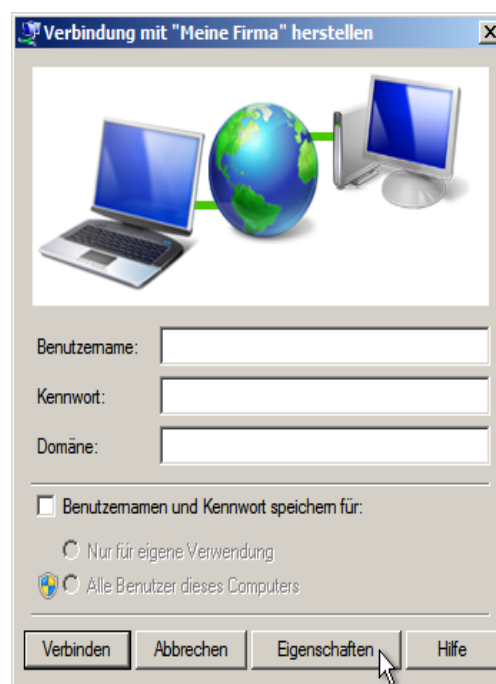 Verbindung mit "Meine Firma" herstellen
Benutzername:
Kennwort:
Domäne:
Benutzernamen und Kennwort speichern für:
Nur für eigene Verwendung
Alle Benutzer dieses Computers
Verbinden Abbrechen Eigenschaften Hilfe